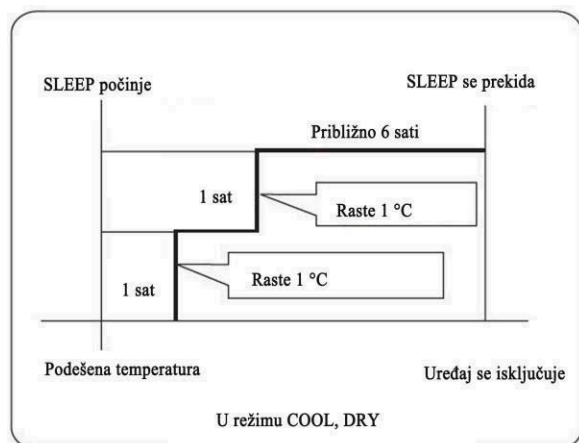 SLEEP počinje
SLEEP se prekida
Približno 6 sati
1 sat
Raste 1 °C
1 sat
Raste 1 °C
Podešena temperatura
Uređaj se isključuje
U režimu COOL, DRY